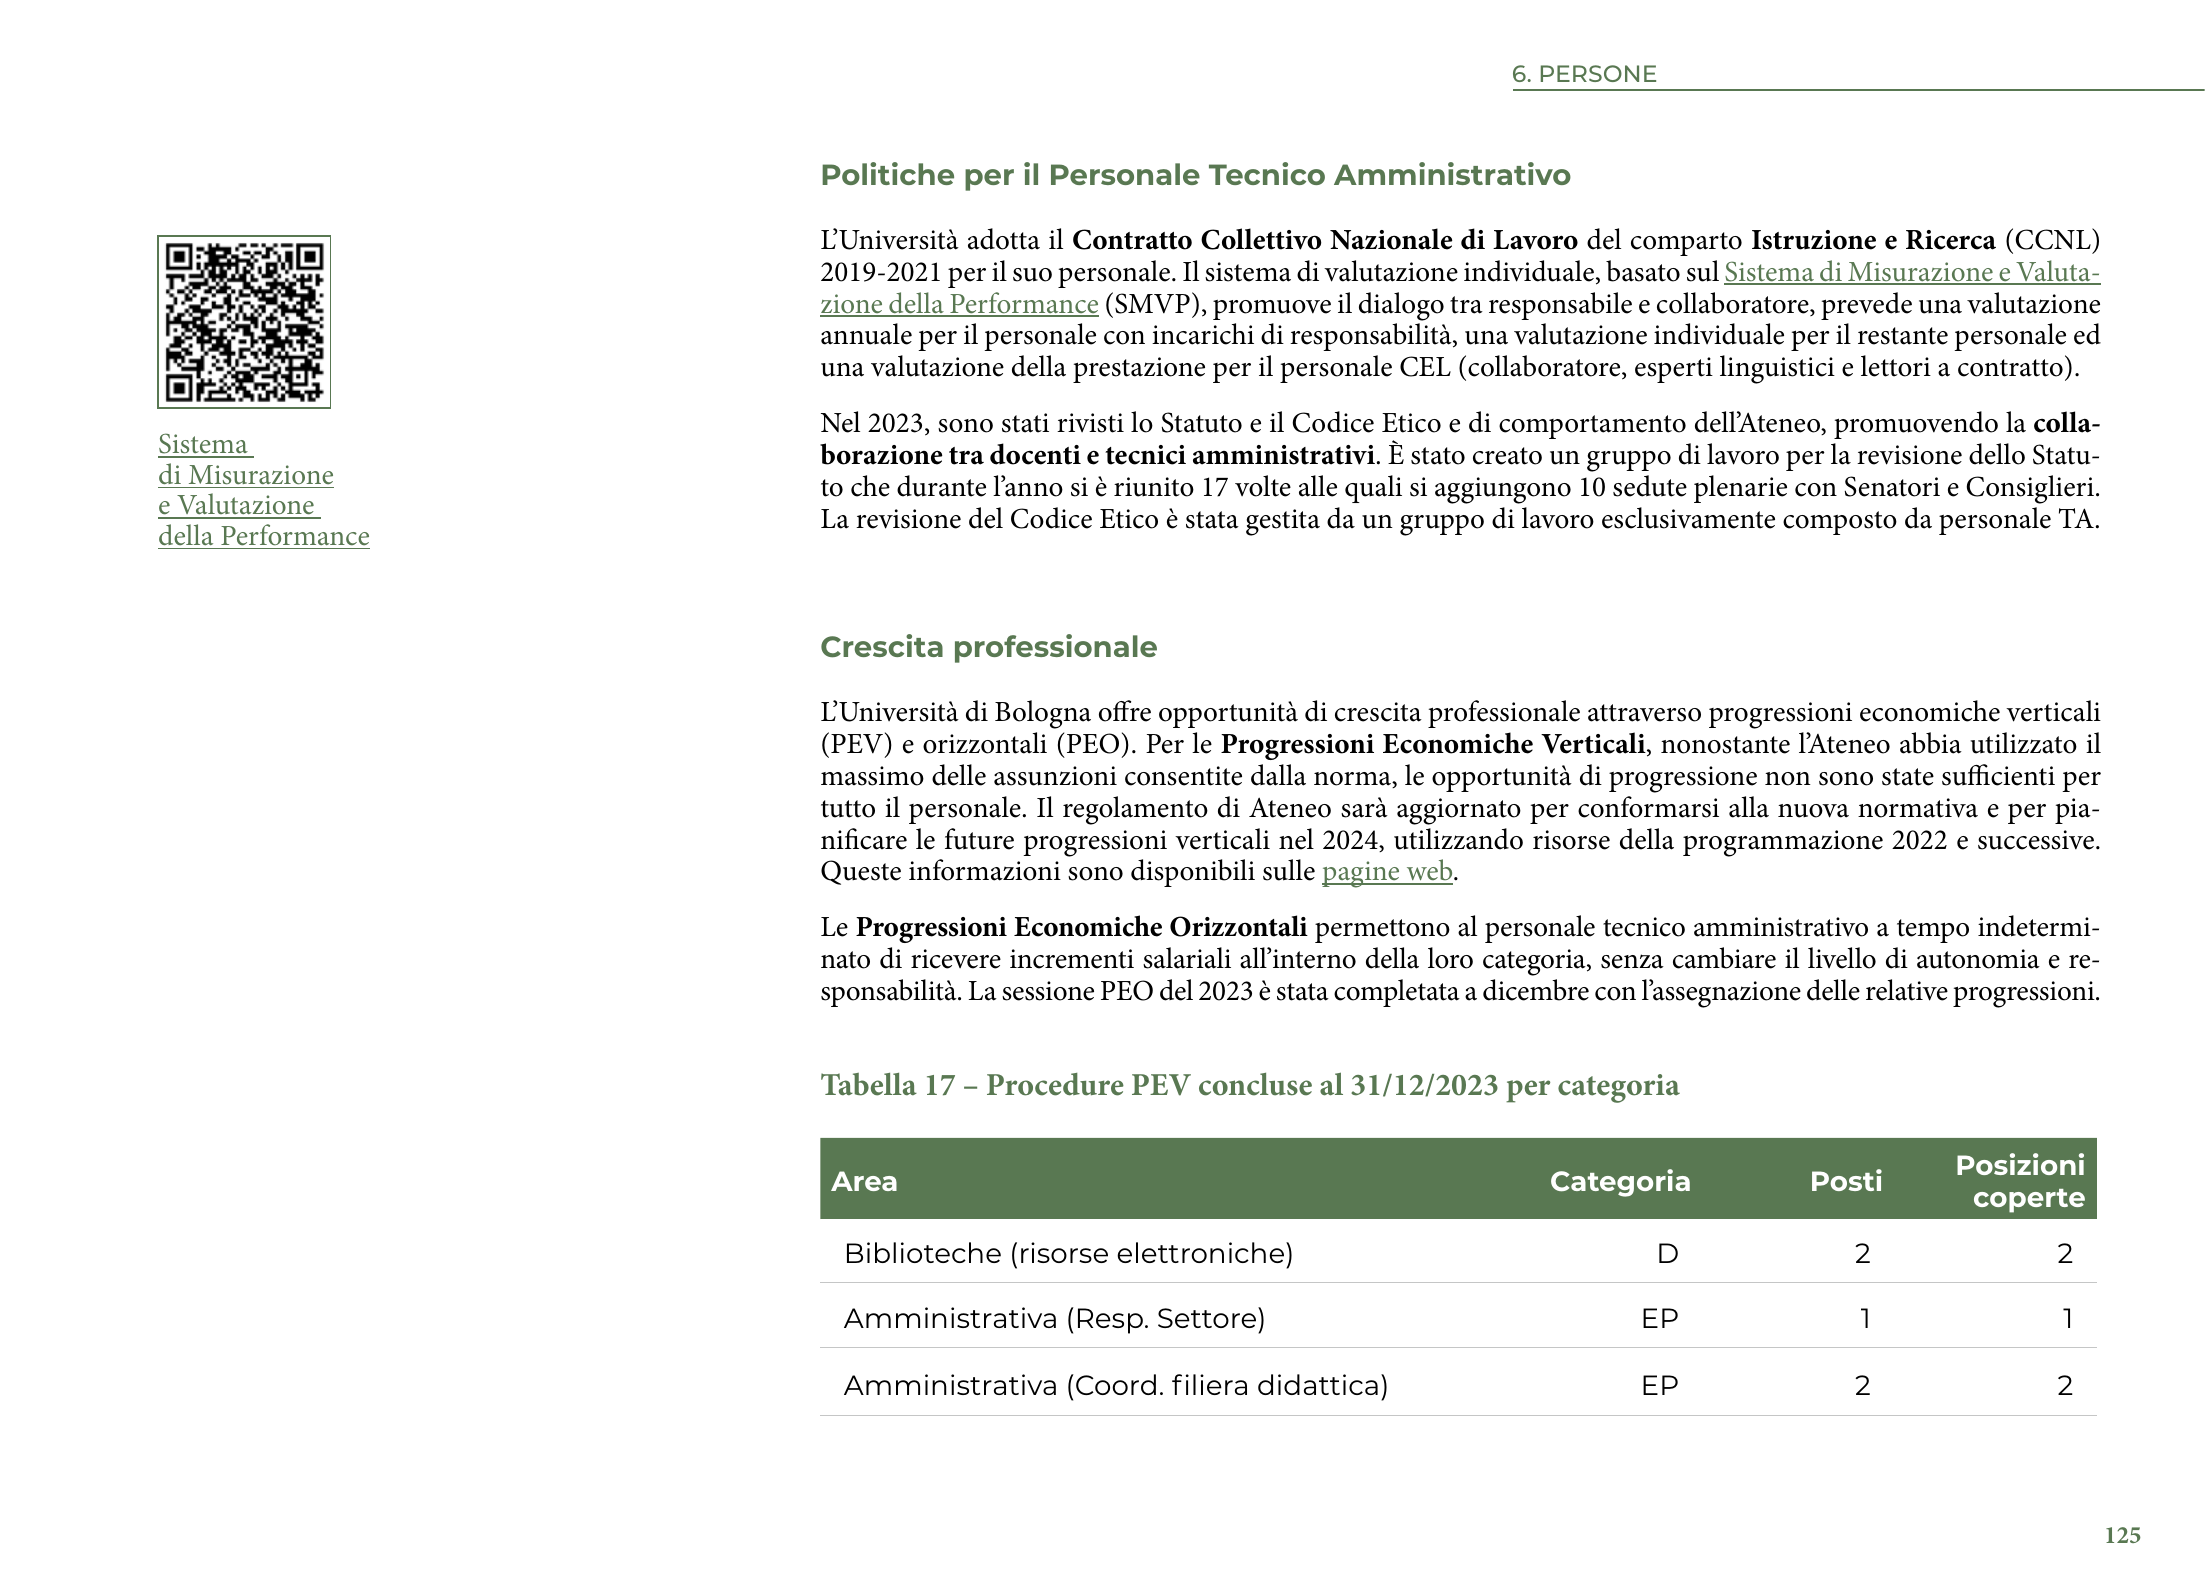 6. PERSONE
Sistema
di Misurazione
e Valutazione
della Performance
Politiche per il Personale Tecnico Amministrativo
L’Università adotta il Contratto Collettivo Nazionale di Lavoro del comparto Istruzione e Ricerca (CCNL)
2019-2021 per il suo personale. Il sistema di valutazione individuale, basato sul Sistema di Misurazione e Valuta-
zione della Performance (SMVP), promuove il dialogo tra responsabile e collaboratore, prevede una valutazione
annuale per il personale con incarichi di responsabilità, una valutazione individuale per il restante personale ed
una valutazione della prestazione per il personale CEL (collaboratore, esperti linguistici e lettori a contratto).
Nel 2023, sono stati rivisti lo Statuto e il Codice Etico e di comportamento dell’Ateneo, promuovendo la colla-
borazione tra docenti e tecnici amministrativi. È stato creato un gruppo di lavoro per la revisione dello Statu-
to che durante l’anno si è riunito 17 volte alle quali si aggiungono 10 sedute plenarie con Senatori e Consiglieri.
La revisione del Codice Etico è stata gestita da un gruppo di lavoro esclusivamente composto da personale TA.
Crescita professionale
L’Università di Bologna offre opportunità di crescita professionale attraverso progressioni economiche verticali
(PEV) e orizzontali (PEO). Per le Progressioni Economiche Verticali, nonostante l’Ateneo abbia utilizzato il
massimo delle assunzioni consentite dalla norma, le opportunità di progressione non sono state sufficienti per
tutto il personale. Il regolamento di Ateneo sarà aggiornato per conformarsi alla nuova normativa e per pia-
nificare le future progressioni verticali nel 2024, utilizzando risorse della programmazione 2022 e successive.
Queste informazioni sono disponibili sulle pagine web.
Le Progressioni Economiche Orizzontali permettono al personale tecnico amministrativo a tempo indetermi-
nato di ricevere incrementi salariali all’interno della loro categoria, senza cambiare il livello di autonomia e re-
sponsabilità. La sessione PEO del 2023 è stata completata a dicembre con l’assegnazione delle relative progressioni.
Tabella 17 – Procedure PEV concluse al 31/12/2023 per categoria
Area Categoria Posti Posizioni coperte
Biblioteche (risorse elettroniche) D 2 2
Amministrativa (Resp. Settore) EP 1 1
Amministrativa (Coord. filiera didattica) EP 2 2
125